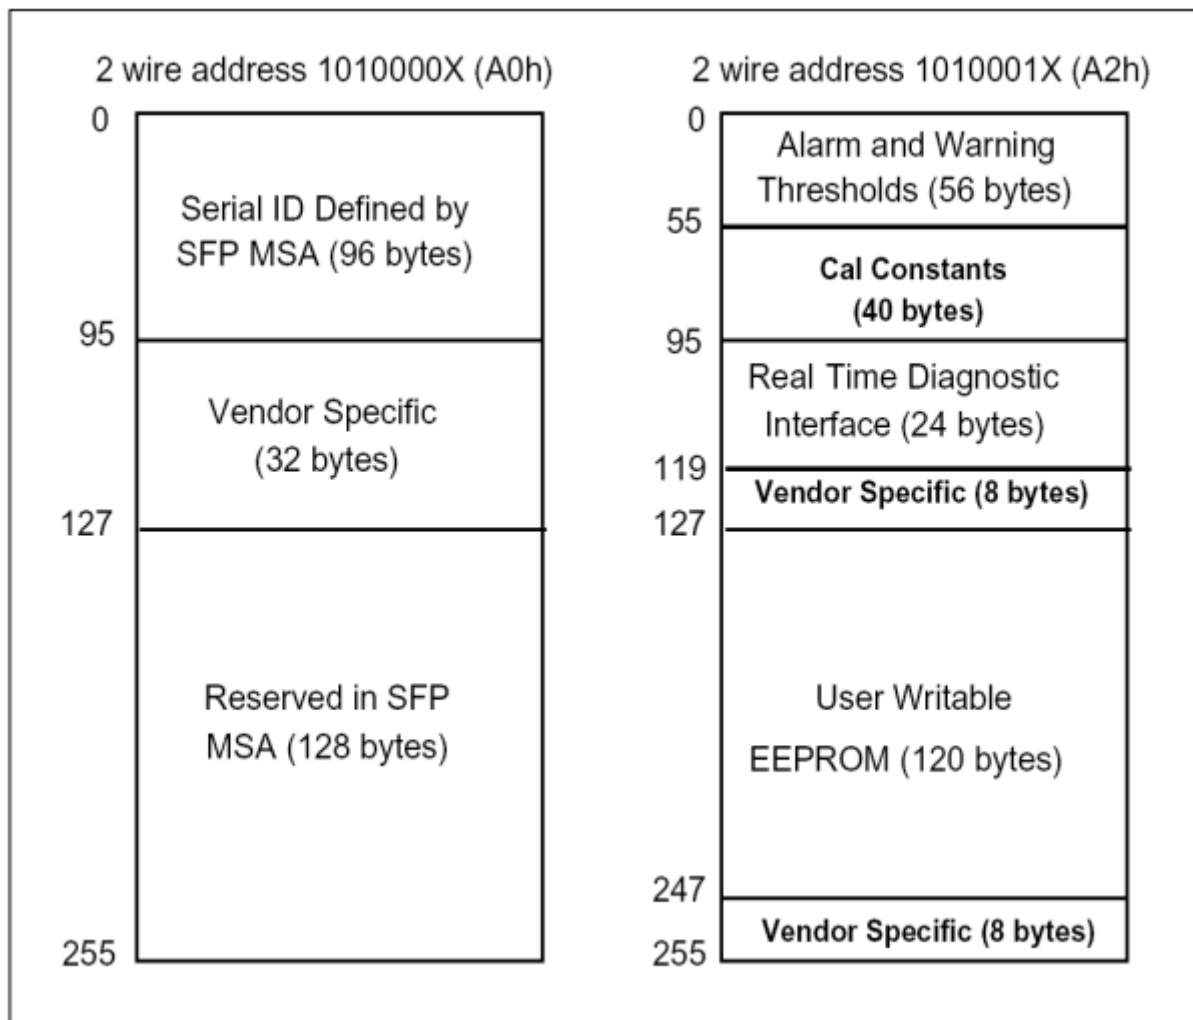 2 wire address 1010000X (A0h)
0
Serial ID Defined by
SFP MSA (96 bytes)
95
Vendor Specific
(32 bytes)
127
Reserved in SFP
MSA (128 bytes)
255
2 wire address 1010001X (A2h)
0
Alarm and Warning
Thresholds (56 bytes)
55
Cal Constants
(40 bytes)
95
Real Time Diagnostic
Interface (24 bytes)
119
Vendor Specific (8 bytes)
127
User Writable
EEPROM (120 bytes)
247
Vendor Specific (8 bytes)
255